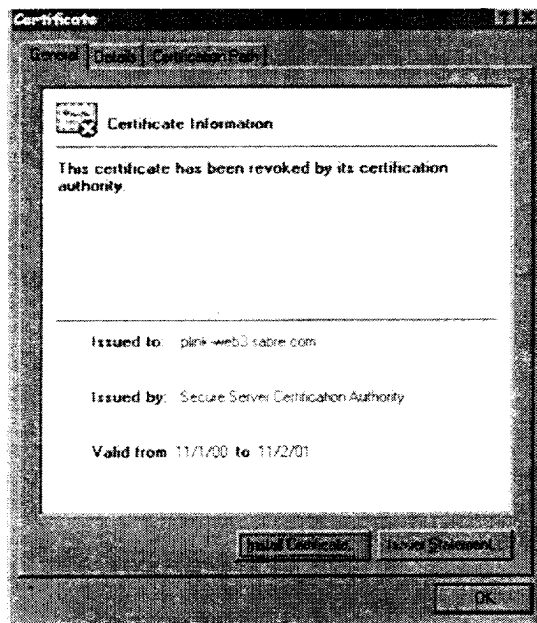 Certificate
General Details Certification Path
Certificate Information
This certificate has been revoked by its certification
authority.
Issued to: plink-web3.sabre.com
Issued by: Secure Server Certification Authority
Valid from 11/1/00 to 11/2/01
Install Certificate... Issuer Statement...
OK